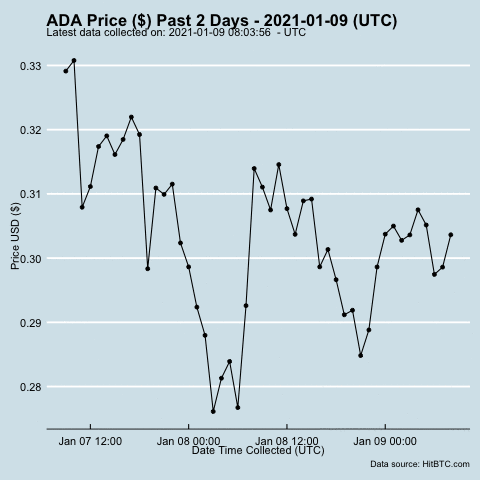 ADA Price ($) Past 2 Days - 2021-01-09 (UTC)
Latest data collected on: 2021-01-09 08:03:56 - UTC
0.33
0.32
0.31
0.30
0.29
0.28
Price USD ($)
Jan 07 12:00 Jan 08 00:00 Jan 08 12:00 Jan 09 00:00
Date Time Collected (UTC)
Data source: HitBTC.com